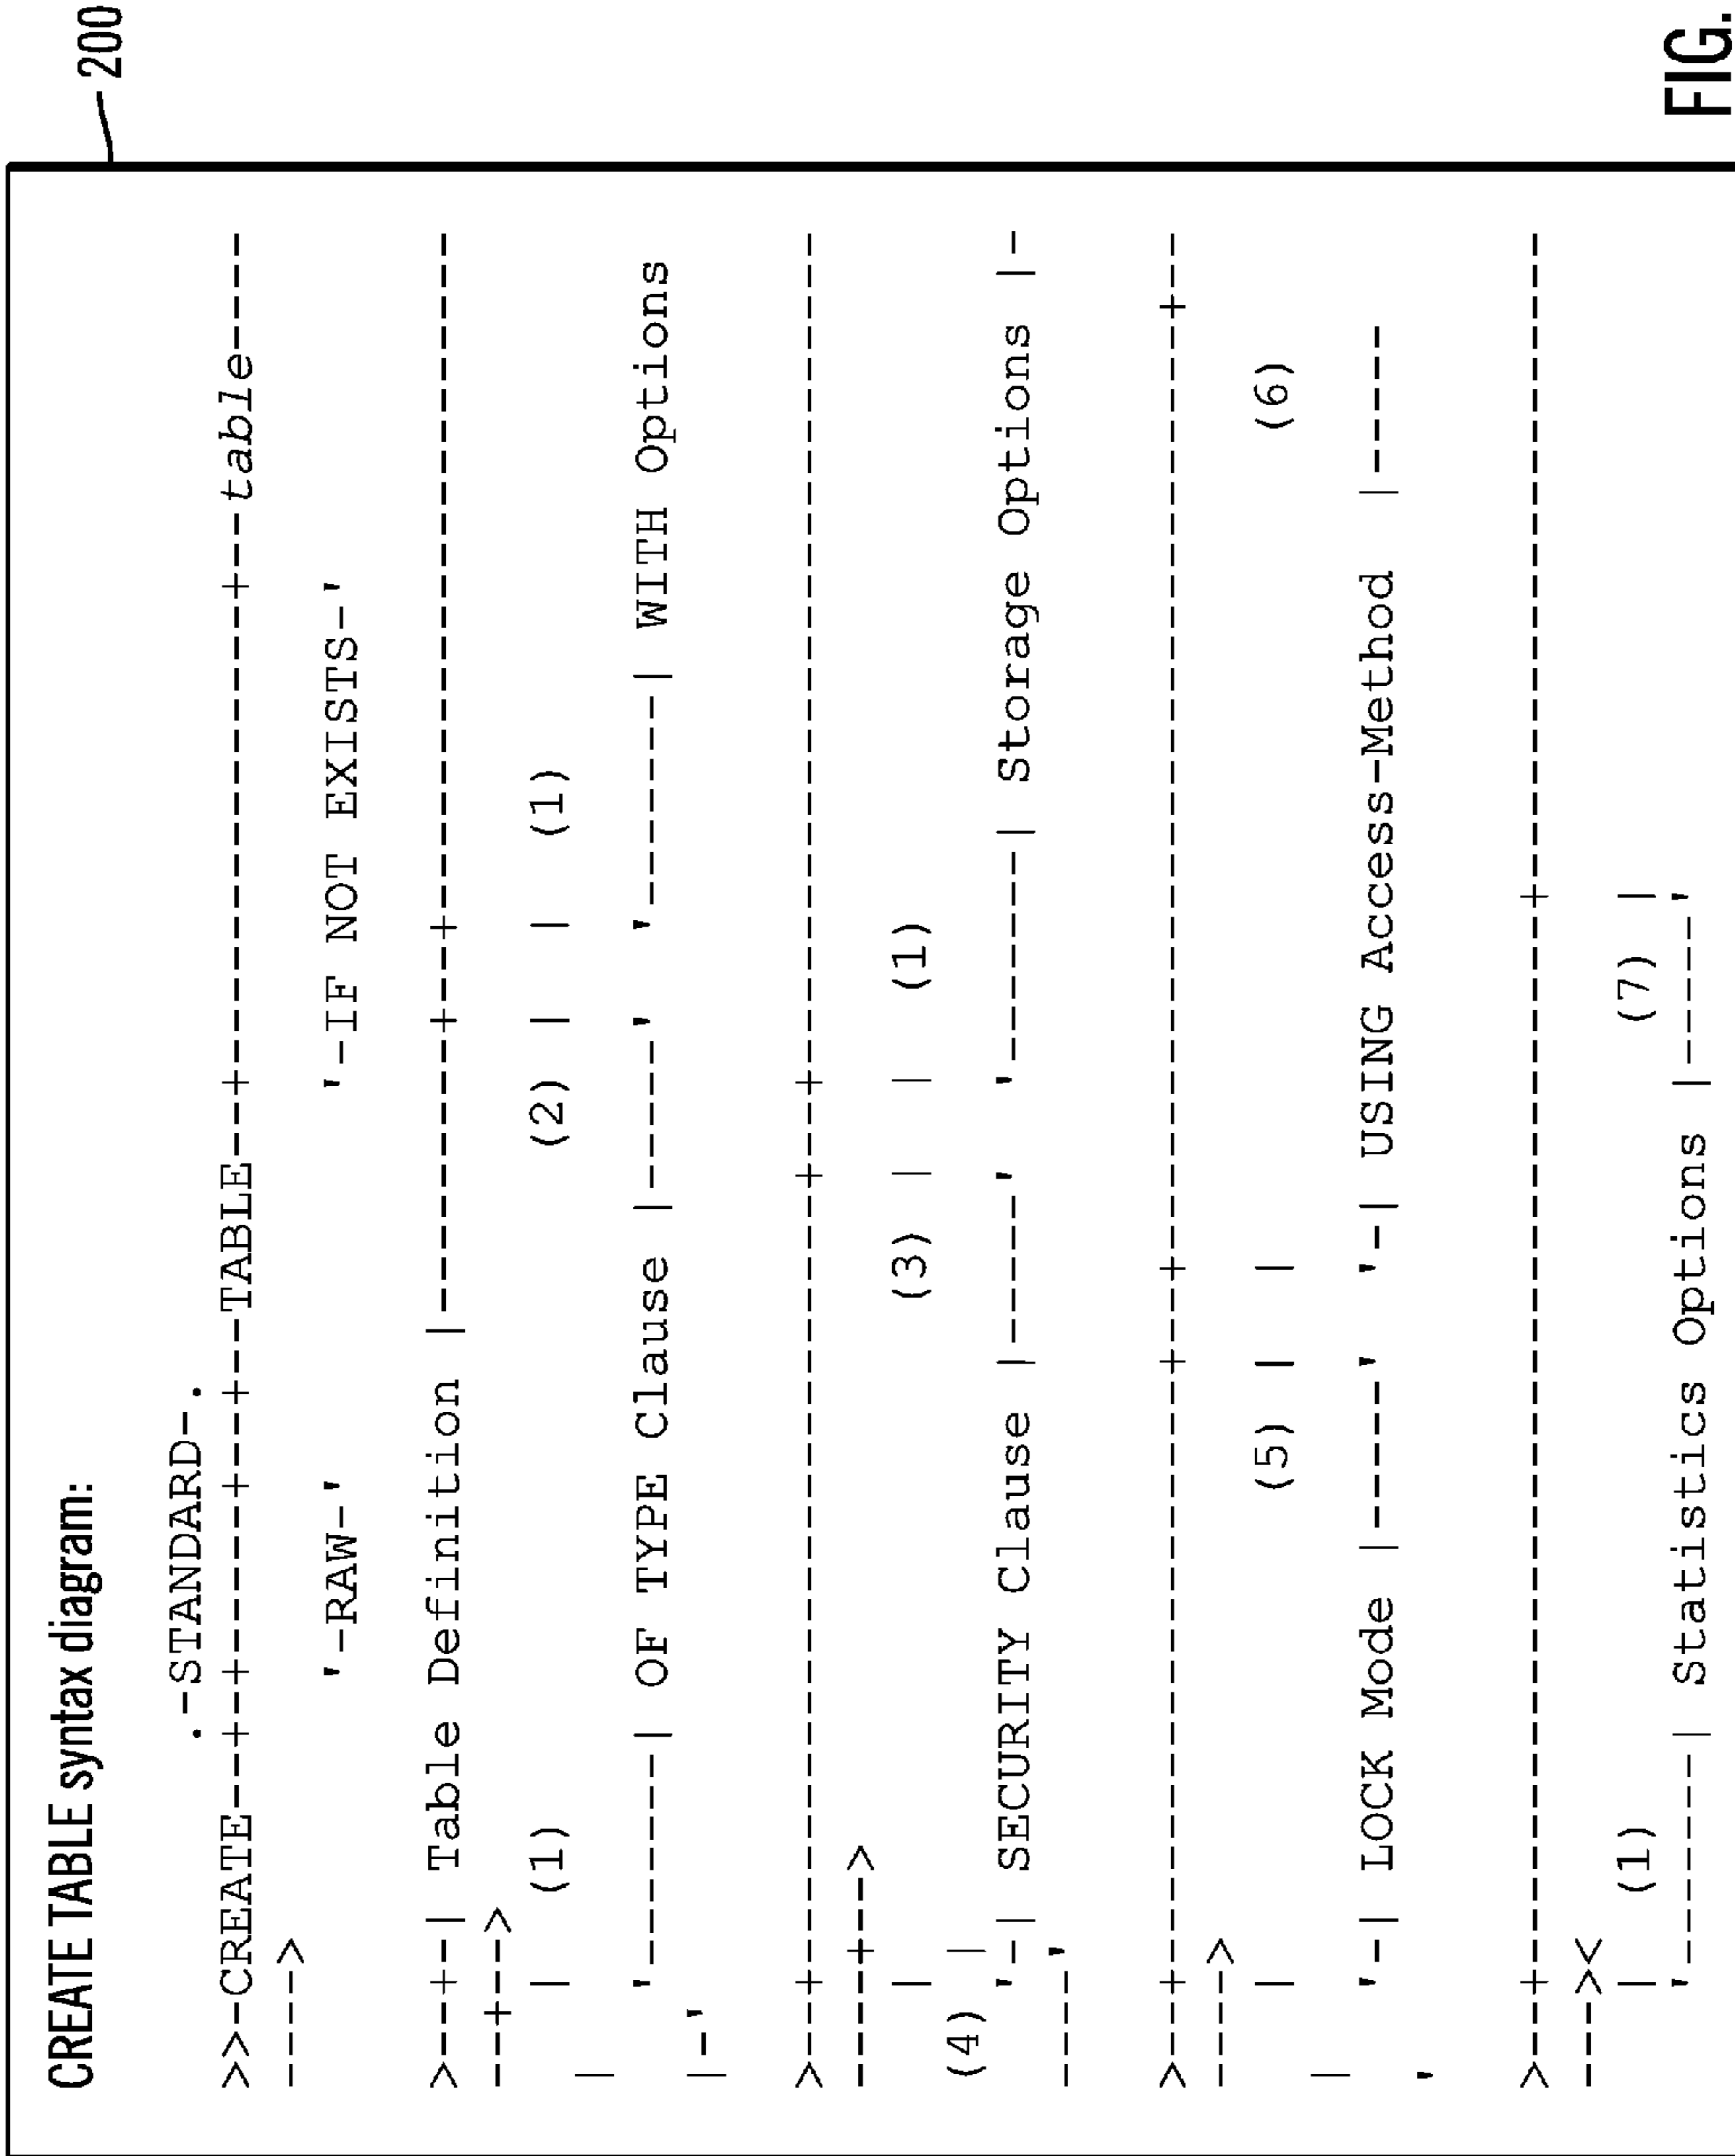 200
CREATE TABLE syntax diagram:
.-STANDARD-.
>>-CREATE--+-+-----+--+--TABLE--+---------------+-+-table---
---->
'-RAW-' '-IF NOT EXISTS-'
>--+-| Table Definition |---------+--+----------------------
--+-->
| (1) (2) | | (1)
|
'-------| OF TYPE Clause |-----' '-------| WITH Options
|-'
>--+-------------------------+--+---------------------------
----+-->
| (3) | | (1)
(4) |
'-| SECURITY Clause |-----' '-------| Storage Options |-
----'
>--+-------------------+--+------------------------------+--
---->
| (5) | | (6)
|
'-| LOCK Mode |-----' '-| USING Access-Method |-----
'
>--+----------------------------------+---------------------
---><
| (1) (7) |
'-------| Statistics Options |-----'
FIG.